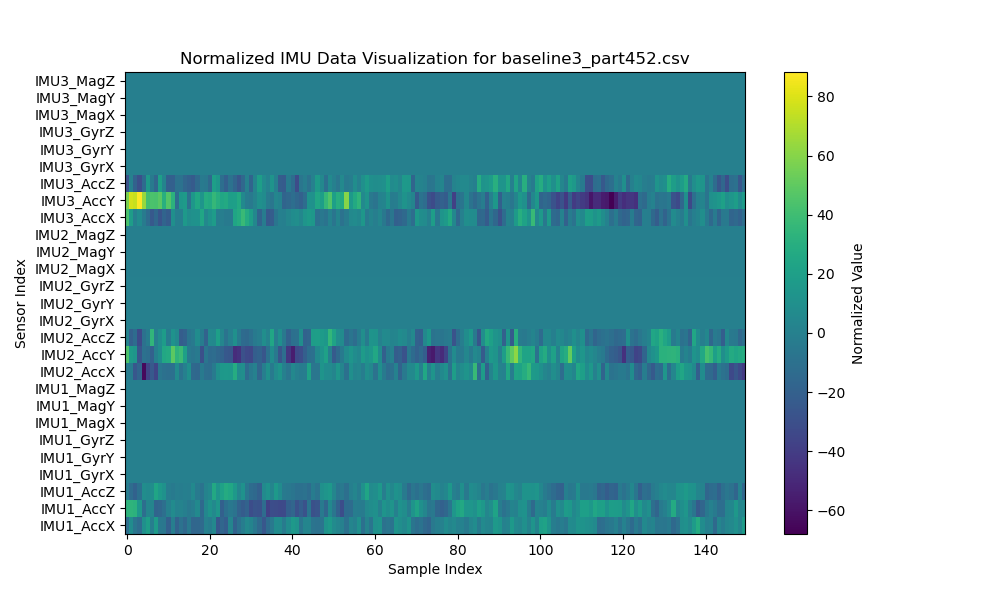 Normalized IMU Data Visualization for baseline3_part452.csv
IMU3_MagZ
IMU3_MagY
IMU3_MagX
IMU3_GyrZ
IMU3_GyrY
IMU3_GyrX
IMU3_AccZ
IMU3_AccY
IMU3_AccX
IMU2_MagZ
IMU2_MagY
IMU2_MagX
IMU2_GyrZ
IMU2_GyrY
IMU2_GyrX
IMU2_AccZ
IMU2_AccY
IMU2_AccX
IMU1_MagZ
IMU1_MagY
IMU1_MagX
IMU1_GyrZ
IMU1_GyrY
IMU1_GyrX
IMU1_AccZ
IMU1_AccY
IMU1_AccX
Sensor Index
0 20 40 60 80 100 120 140
Sample Index
80
60
40
20
0
−20
−40
−60
Normalized Value